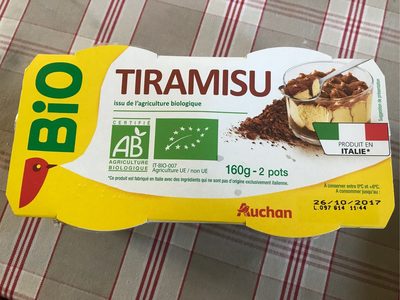 BiO
TIRAMISU
issu de l'agriculture biologique
Suggestion de présentation
CERTIFIÉ
AB
AGRICULTURE
BIOLOGIQUE
IT-BIO-007
Agriculture UE / non UE
160g - 2 pots
PRODUIT EN
ITALIE*
*Ce produit est fabriqué en Italie avec des ingrédients qui ne sont pas d'origine exclusivement italienne.
Auchan
A conserver entre 0°C et +6°C.
A consommer jusqu'au :
26/10/2017
L.097 614 11:44